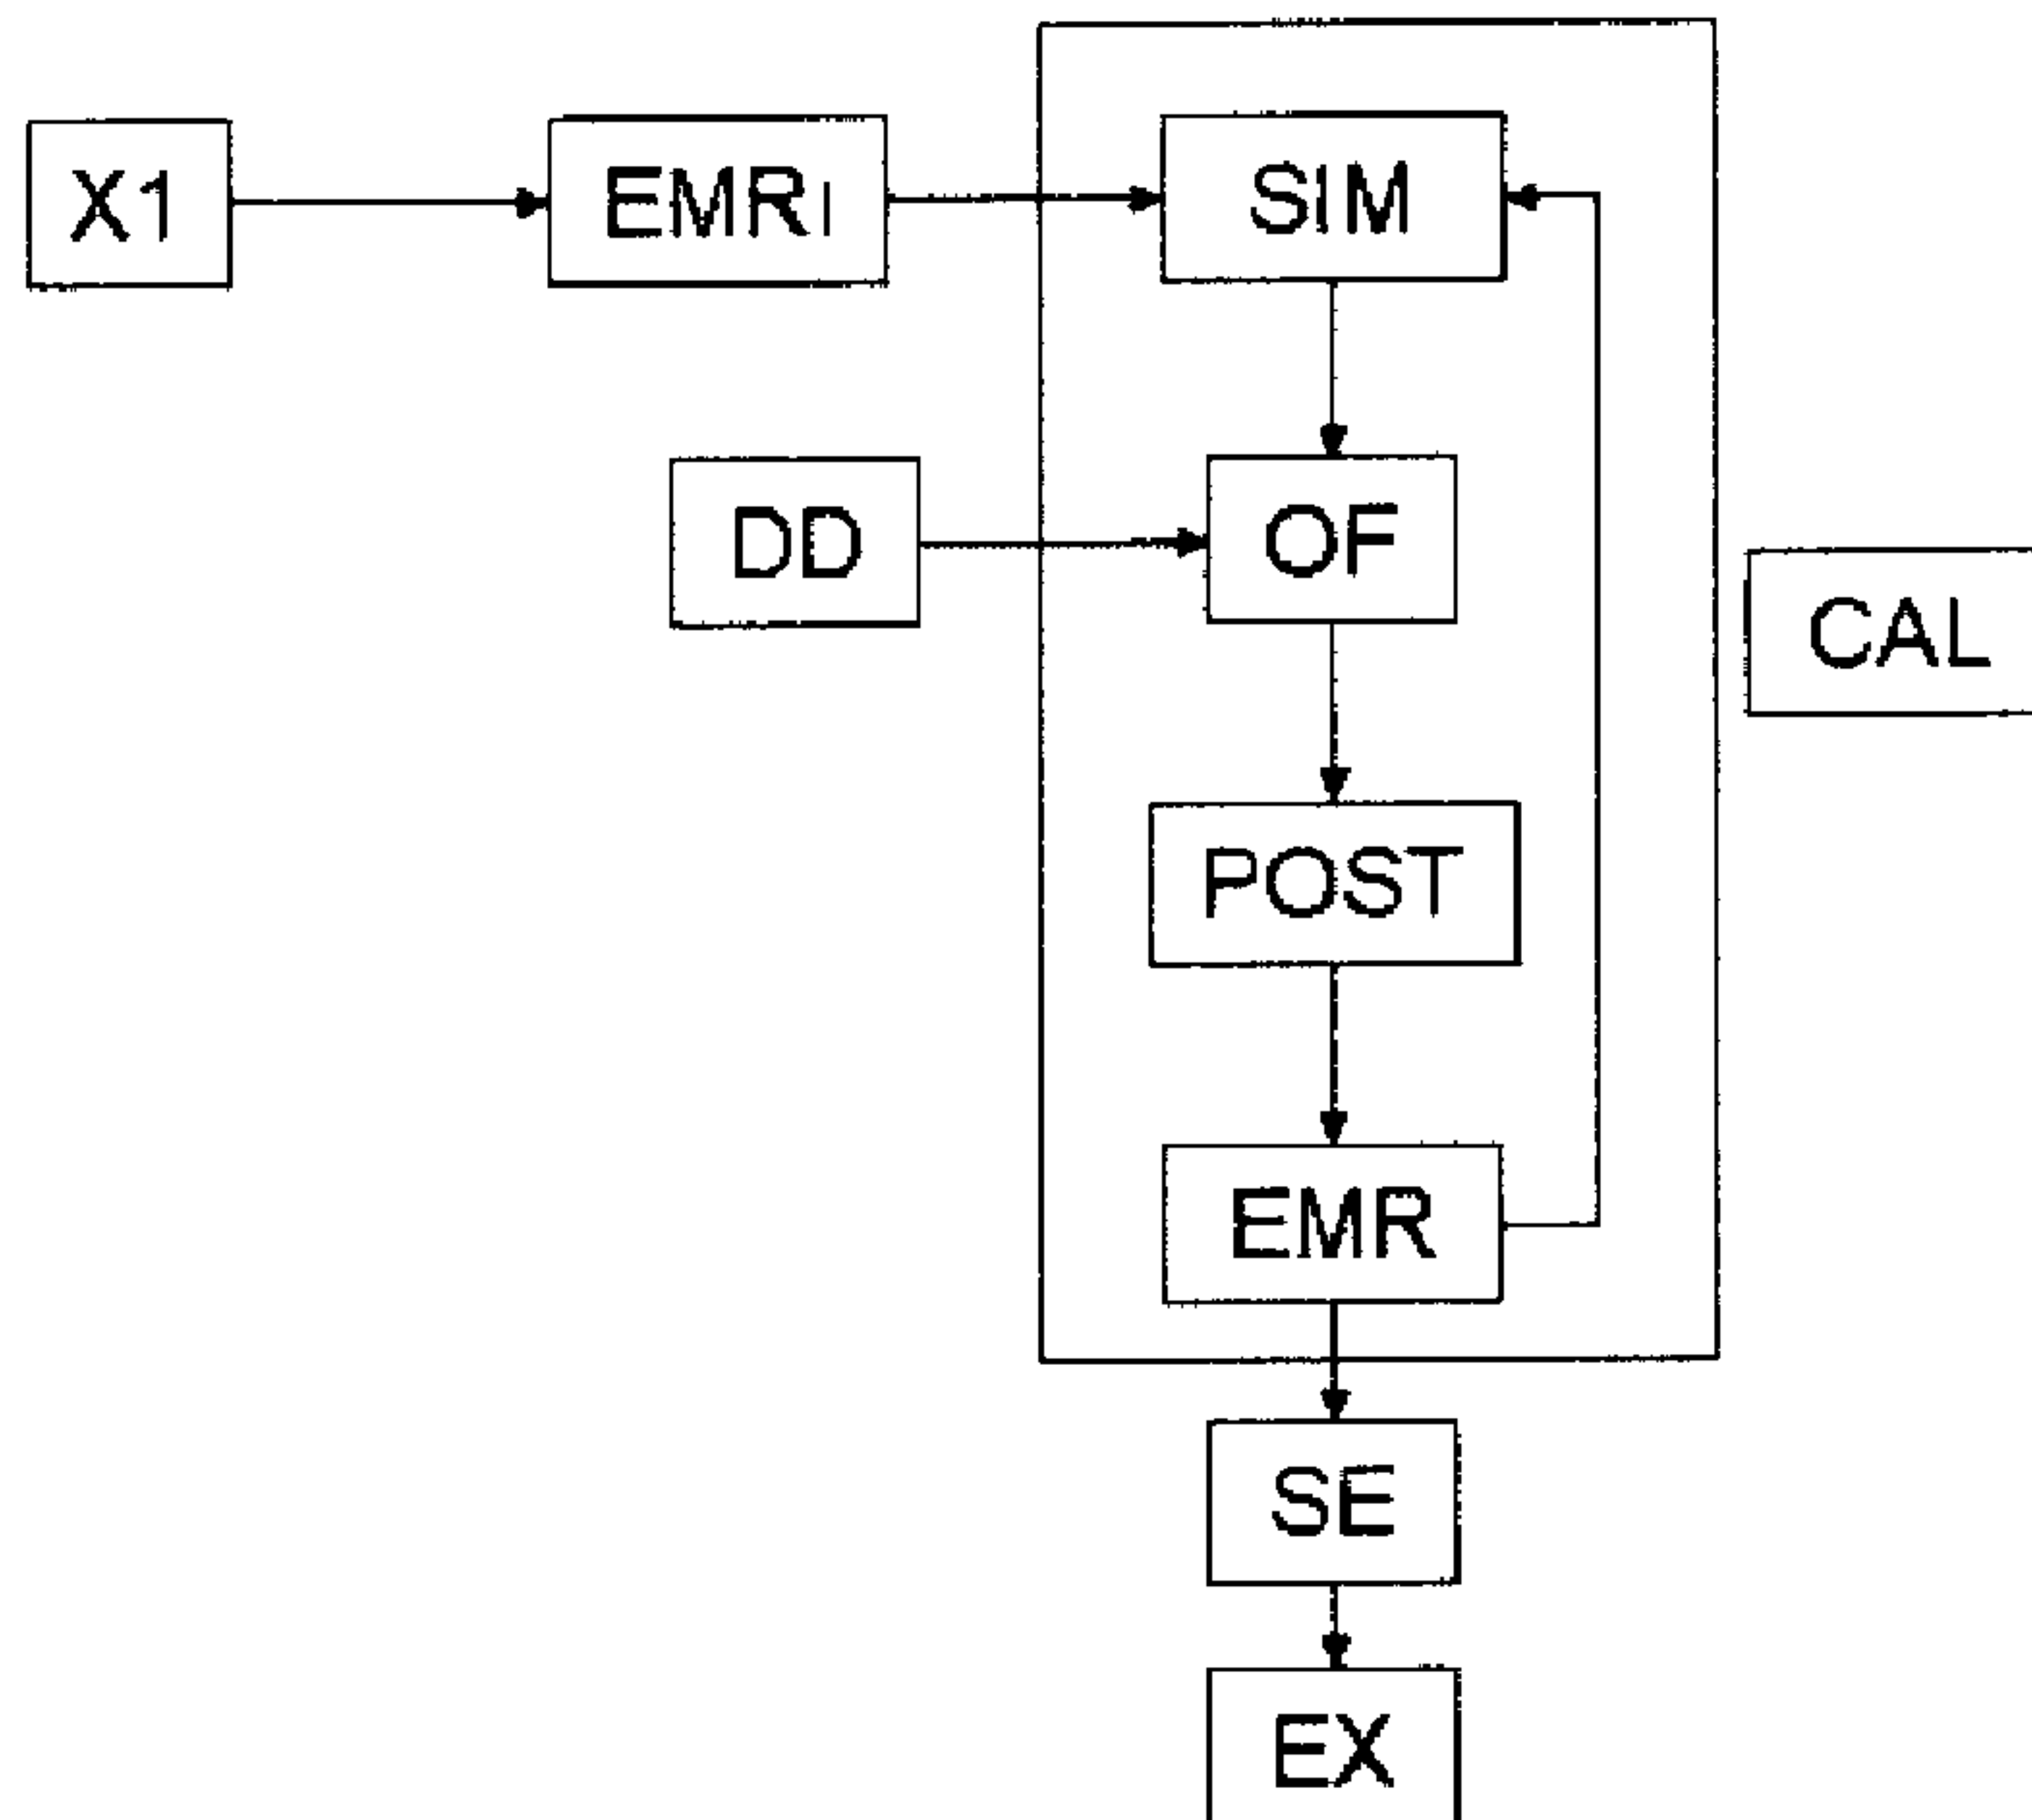 X1
EMRI
SIM
DD
OF
CAL
POST
EMR
SE
EX